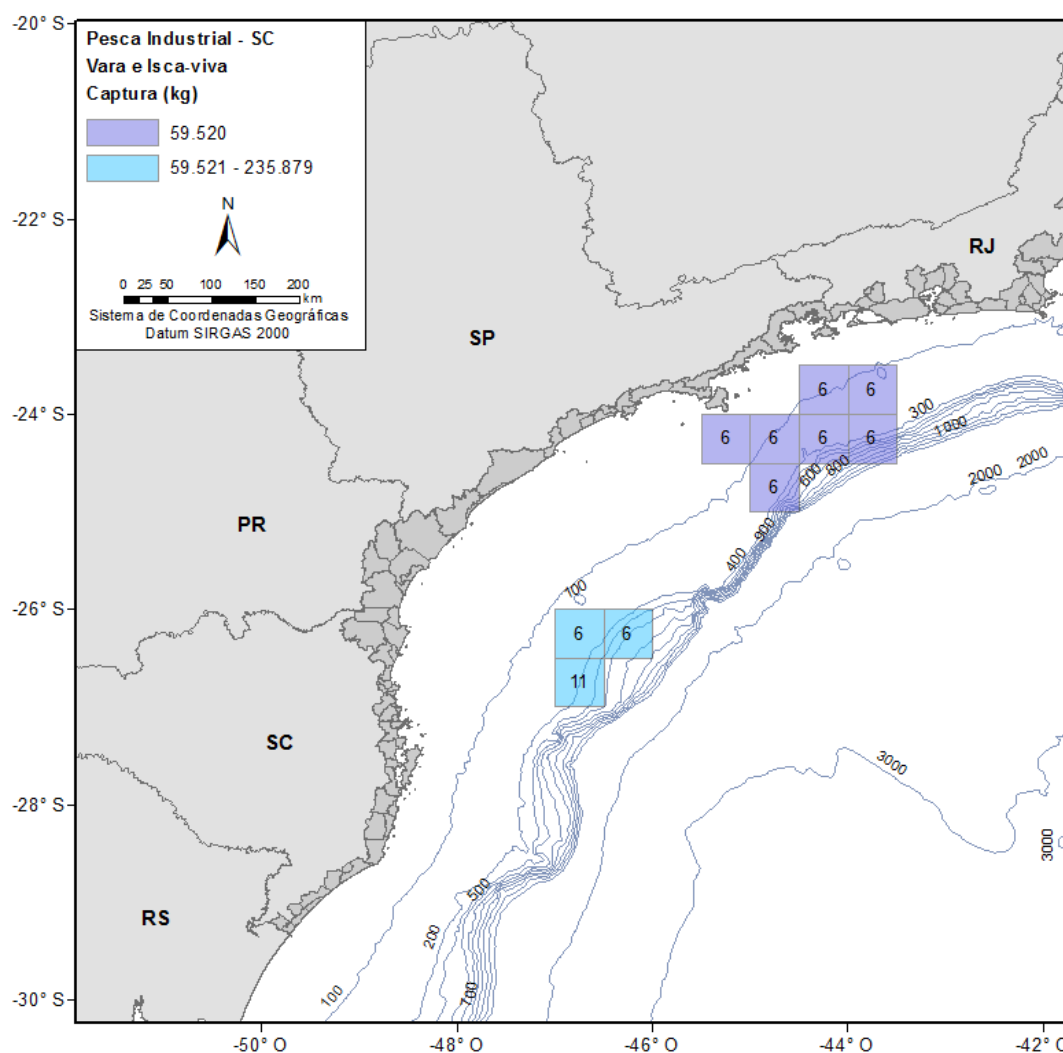 -20° S
Pesca Industrial - SC
Vara e Isca-viva
Captura (kg)
59.520
59.521 - 235.879
N
0 25 50 100 150 200
km
Sistema de Coordenadas Geográficas
Datum SIRGAS 2000
-22° S
RJ
SP
6 6
-24° S
300
6 6 6 6
1000
600
800
2000
2000
6
PR
900
400
700
-26° S
6 6
11
SC
3000
-28° S
3000
500
RS
200
100
700
-30° S
-50° O
-48° O
-46° O
-44° O
-42° O